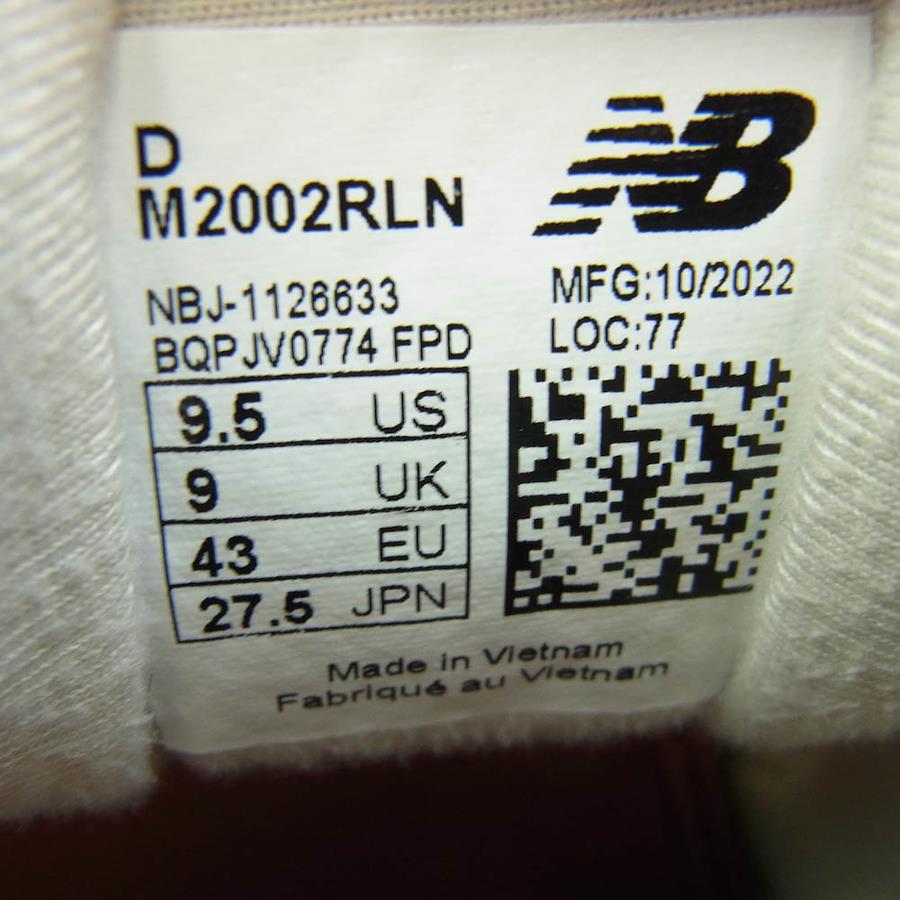 D
M2002RLN
NB
NBJ-1126633
BQPJV0774 FPD
MFG:10/2022
LOC:77
9.5 US
9 UK
43 EU
27.5 JPN
Made in Vietnam
Fabriqué au Vietnam